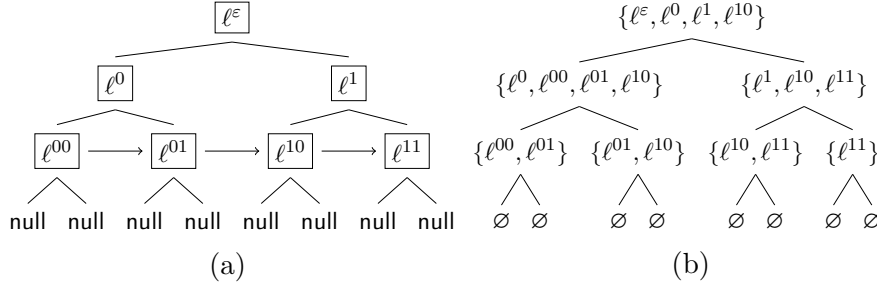 ℓ^ε {ℓ^ε, ℓ^0, ℓ^1, ℓ^10}
ℓ^0 ℓ^1 {ℓ^0, ℓ^00, ℓ^01, ℓ^10} {ℓ^1, ℓ^10, ℓ^11}
ℓ^00 ℓ^01 ℓ^10 ℓ^11 {ℓ^00, ℓ^01} {ℓ^01, ℓ^10} {ℓ^10, ℓ^11} {ℓ^11}
null null null null null null null null ∅ ∅ ∅ ∅ ∅ ∅ ∅ ∅
(a) (b)